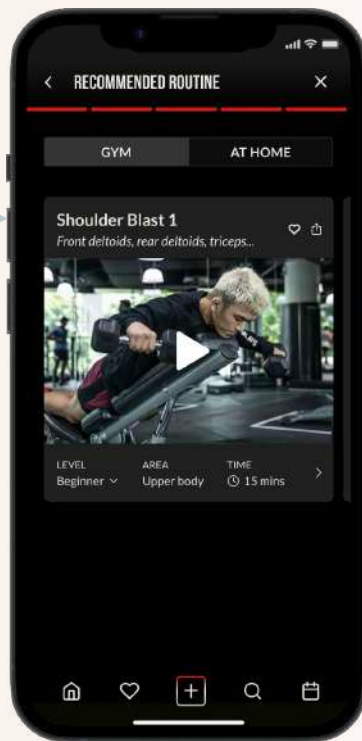 RECOMMENDED ROUTINE
GYM
AT HOME
Shoulder Blast 1
Front deltoids, rear deltoids, triceps...
LEVEL
AREA
TIME
Beginner
Upper body
15 mins